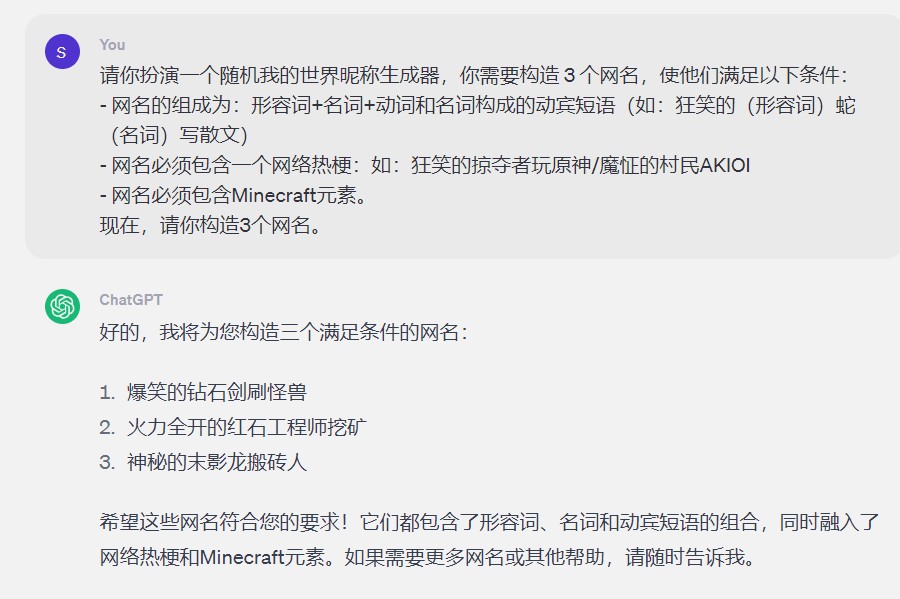 S
You
请你扮演一个随机我的世界昵称生成器，你需要构造 3 个网名，使他们满足以下条件：
- 网名的组成为：形容词+名词+动词和名词构成的动宾短语（如：狂笑的（形容词）蛇
（名词）写散文）
- 网名必须包含一个网络热梗：如：狂笑的掠夺者玩原神/魔怔的村民AKIOI
- 网名必须包含Minecraft元素。
现在，请你构造3个网名。
ChatGPT
好的，我将为您构造三个满足条件的网名：
1. 爆笑的钻石剑刷怪兽
2. 火力全开的红石工程师挖矿
3. 神秘的末影龙搬砖人
希望这些网名符合您的要求！它们都包含了形容词、名词和动宾短语的组合，同时融入了
网络热梗和Minecraft元素。如果需要更多网名或其他帮助，请随时告诉我。